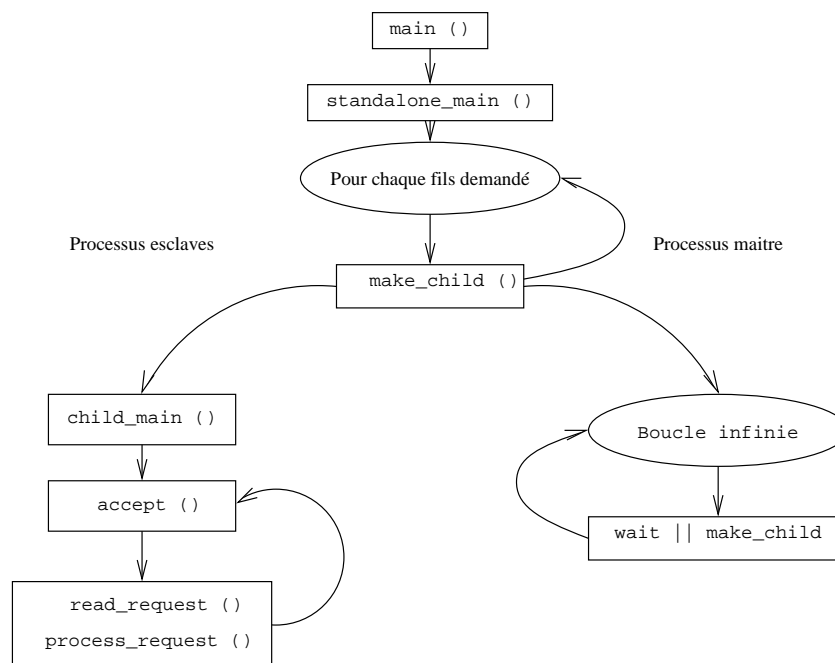 main ()
standalone_main ()
Pour chaque fils demandé
Processus esclaves
Processus maitre
make_child ()
child_main ()
Boucle infinie
accept ()
wait || make_child
read_request ()
process_request ()